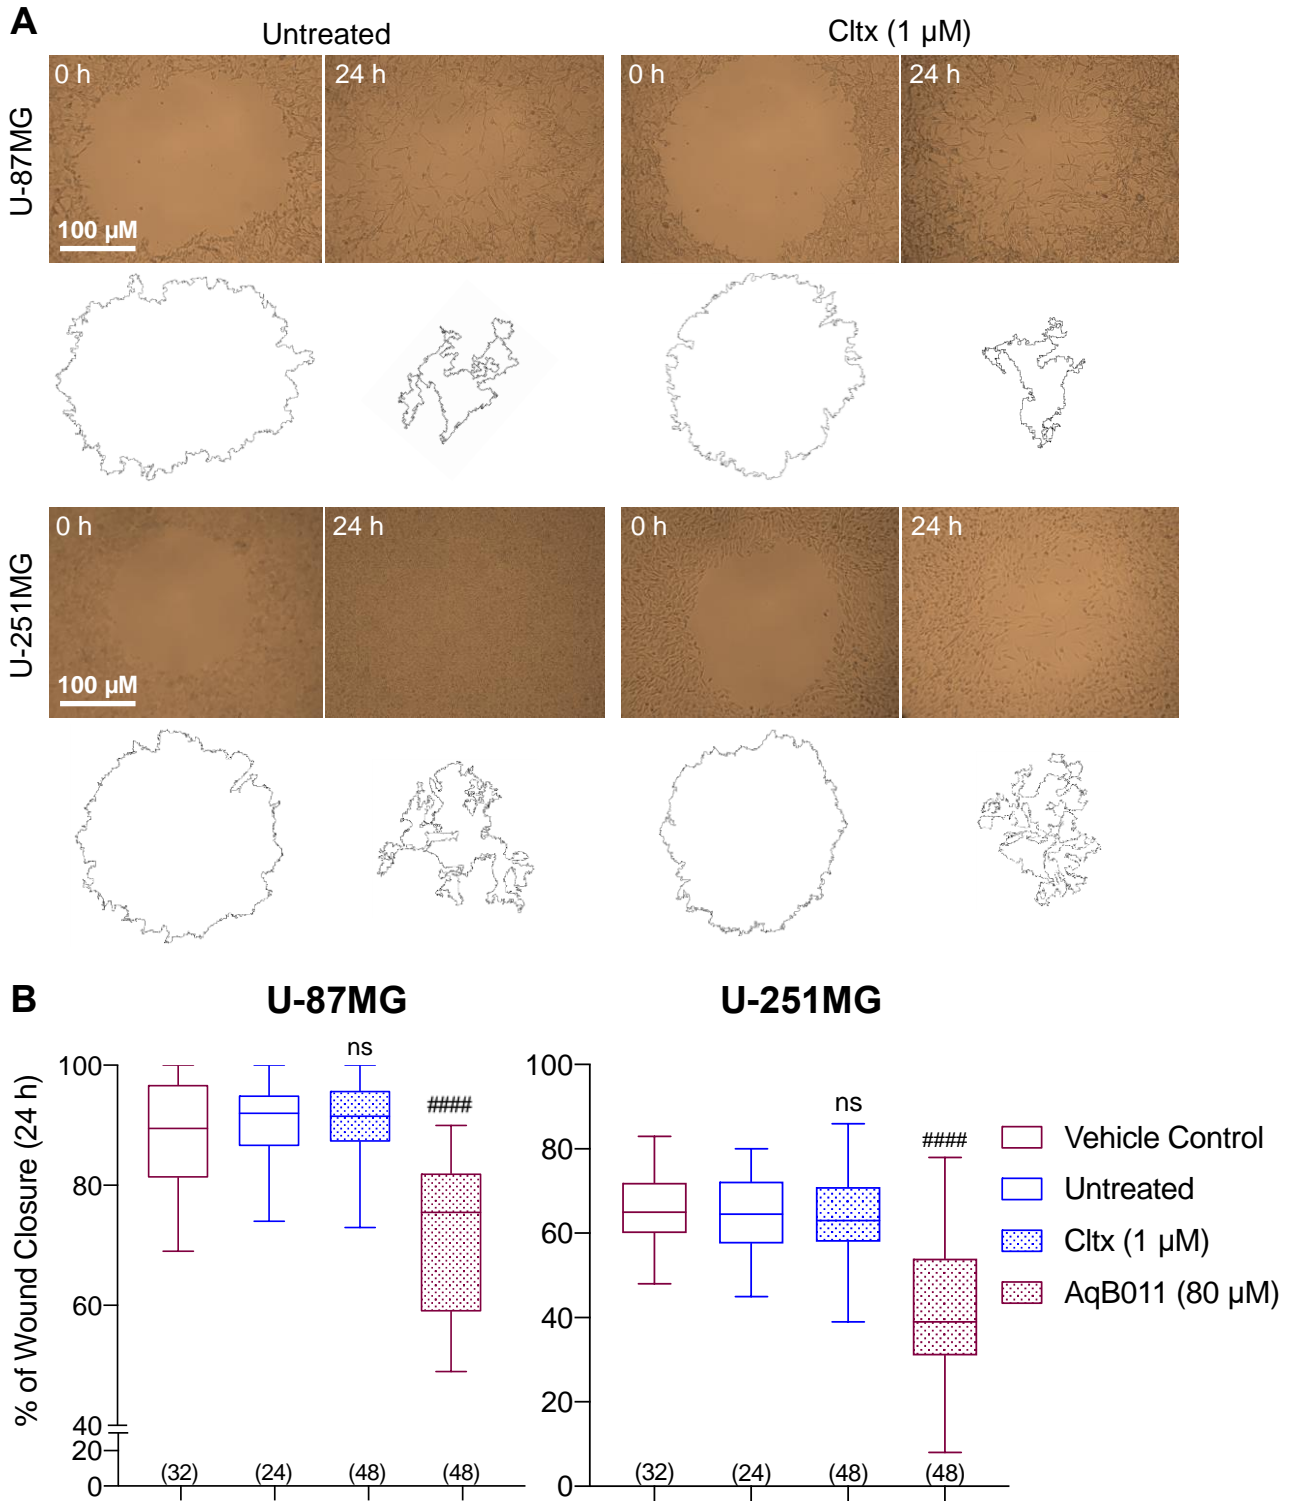 A
Untreated
Cltx (1 µM)
U-87MG
0 h
24 h
0 h
24 h
100 µM
U-251MG
0 h
24 h
0 h
24 h
100 µM
B
U-87MG
U-251MG
% of Wound Closure (24 h)
100
80
60
40
20
0
ns
####
(32)
(24)
(48)
(48)
100
80
60
40
20
0
ns
####
(32)
(24)
(48)
(48)
Vehicle Control
Untreated
Cltx (1 µM)
AqB011 (80 µM)